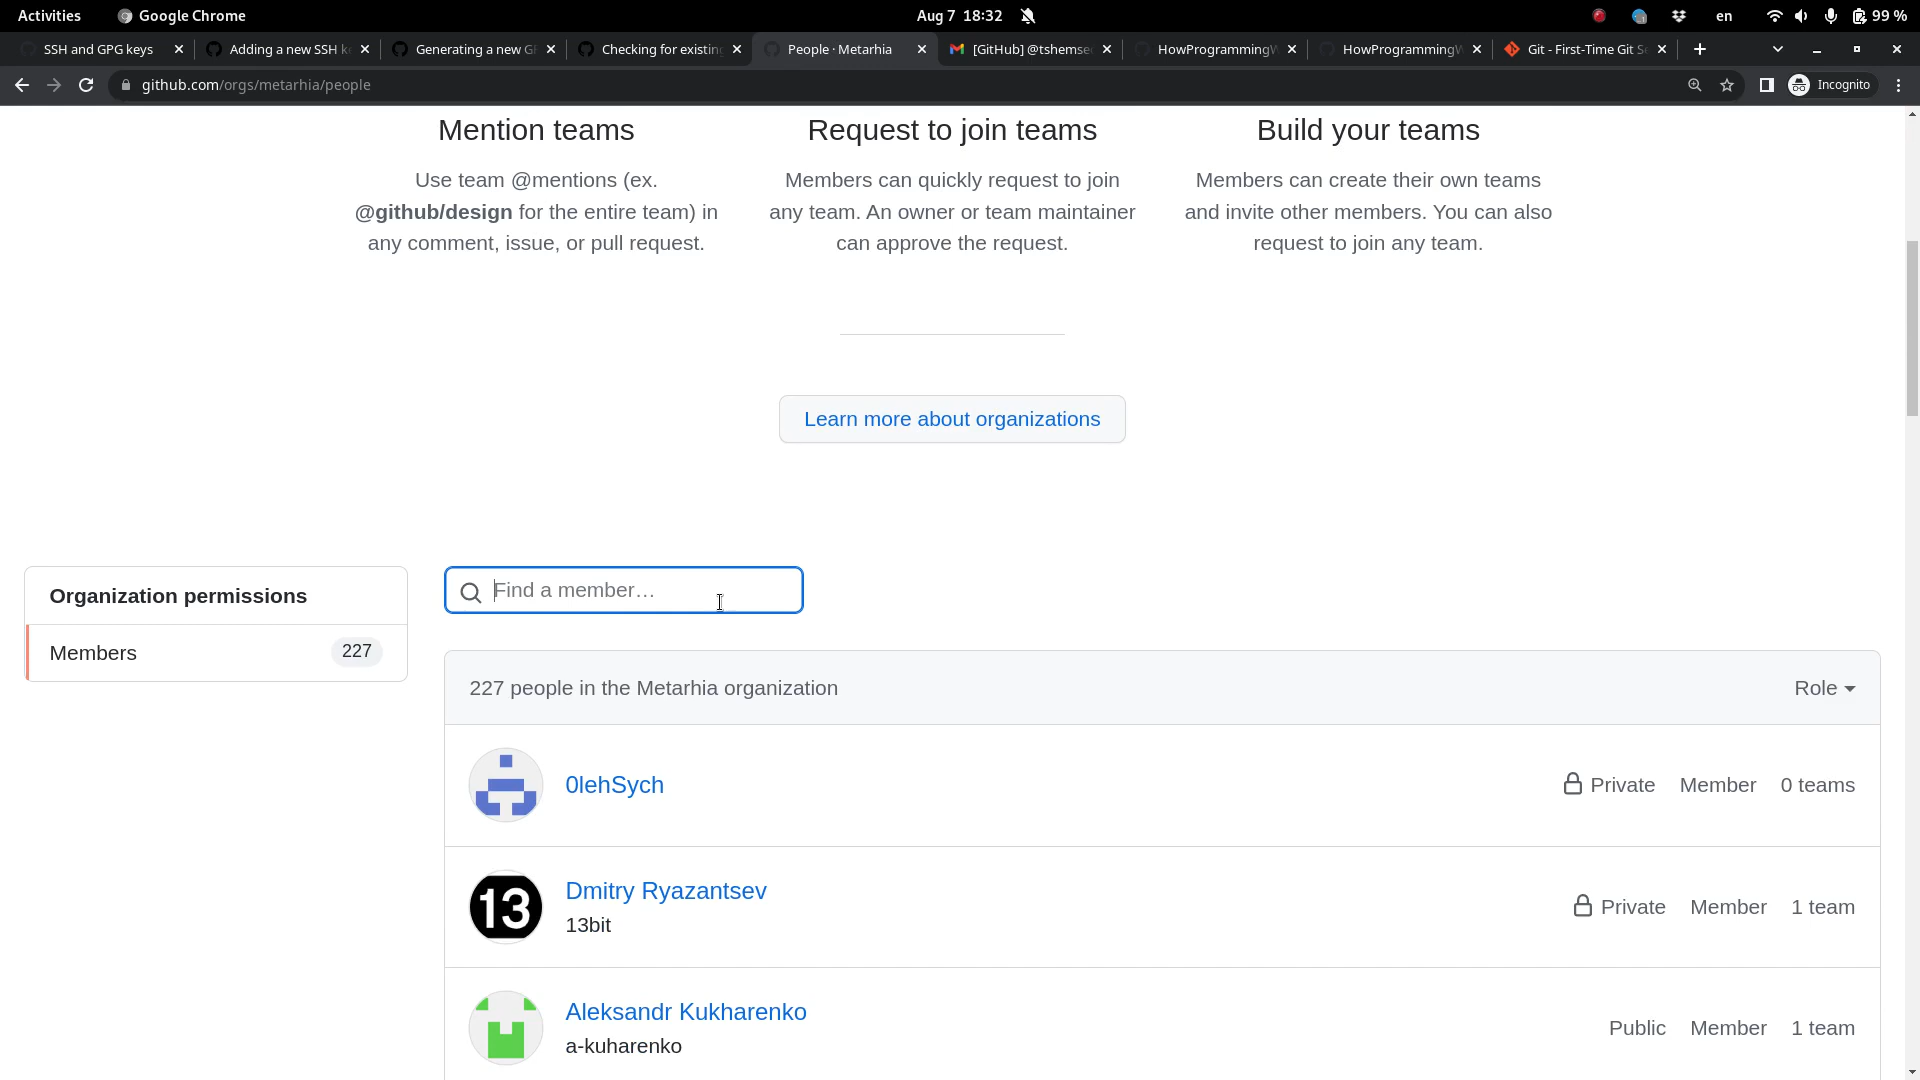 Activities
Google Chrome
Aug 7 18:32
en
99 %
SSH and GPG keys
Adding a new SSH k
Generating a new GP
Checking for existing
People · Metarhia
[GitHub] @tshemse
HowProgrammingW
HowProgrammingW
Git - First-Time Git Se
github.com/orgs/metarhia/people
Incognito
Mention teams
Use team @mentions (ex.
@github/design for the entire team) in
any comment, issue, or pull request.
Request to join teams
Members can quickly request to join
any team. An owner or team maintainer
can approve the request.
Build your teams
Members can create their own teams
and invite other members. You can also
request to join any team.
Learn more about organizations
Organization permissions
Members 227
Find a member…
227 people in the Metarhia organization
Role
0lehSych
Private Member 0 teams
Dmitry Ryazantsev
13bit
13
Private Member 1 team
Aleksandr Kukharenko
a-kuharenko
Public Member 1 team